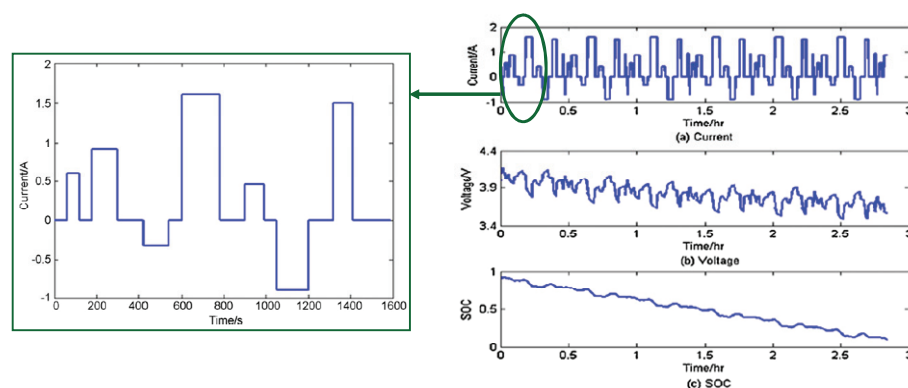 2
1.5
1
0.5
0
-0.5
-1
Current/A
0 200 400 600 800 1000 1200 1400 1600
Time/s
2
1
0
-1
Current/A
0 0.5 1 1.5 2 2.5 3
Time/hr
(a) Current
4.4
3.9
3.4
Voltag/V
0 0.5 1 1.5 2 2.5 3
Time/hr
(b) Voltage
1
0.5
0
SOC
0 0.5 1 1.5 2 2.5 3
Time/hr
(c) SOC